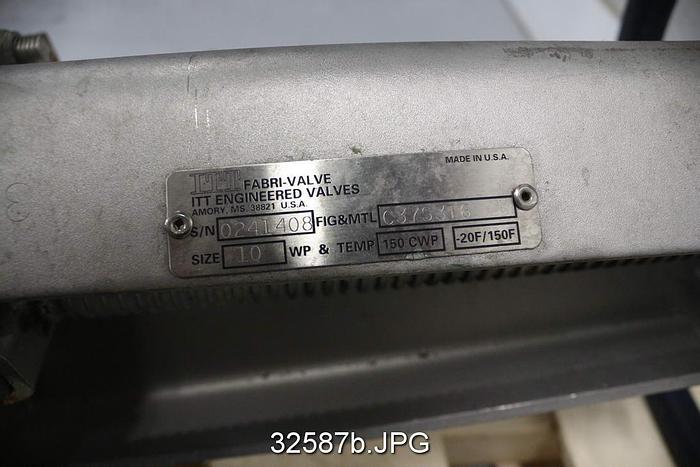 ITT FABRI-VALVE
ITT ENGINEERED VALVES
AMORY, MS. 38821 U.S.A.
MADE IN U.S.A.
S/N 0241408 FIG&MTL C375316
SIZE 10 WP & TEMP 150 CWP -20F/150F
32587b.JPG